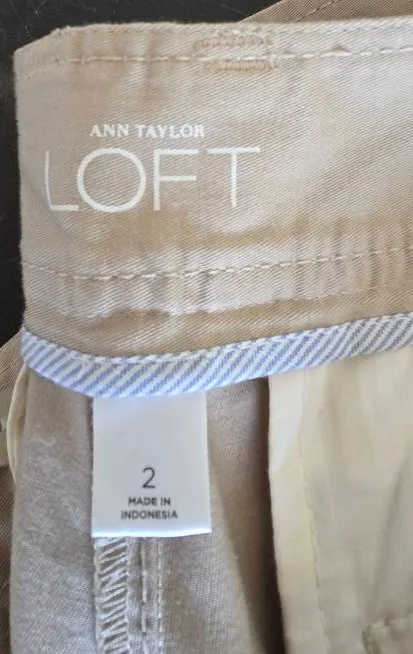 ANN TAYLOR
LOFT
2
MADE IN
INDONESIA